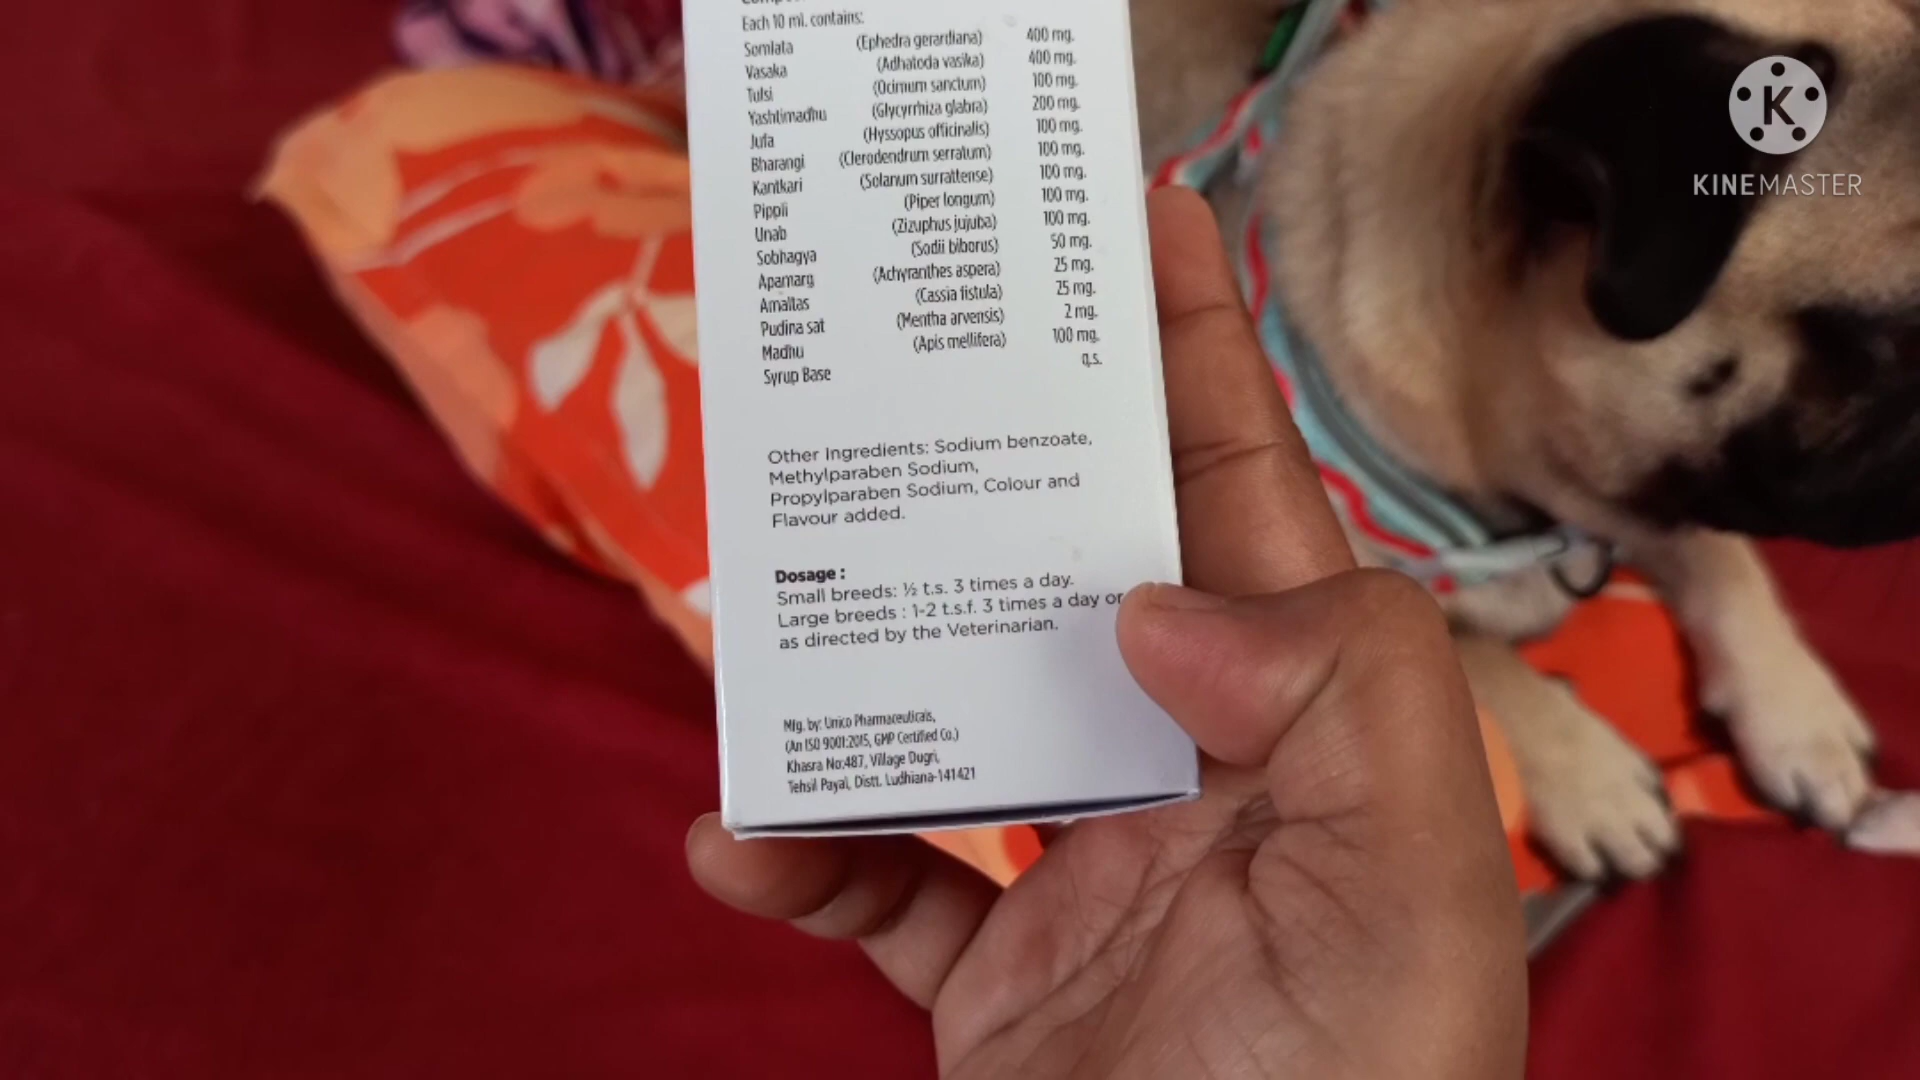 Each 10 ml. contains:
Somlata (Ephedra gerardiana) 400 mg.
Vasaka (Adhatoda vasika) 400 mg.
Tulsi (Ocimum sanctum) 100 mg.
Yashtimadhu (Glycyrrhiza glabra) 200 mg.
Jufa (Hyssopus officinalis) 100 mg.
Bharangi (Clerodendrum serratum) 100 mg.
Kantkari (Solanum surrattense) 100 mg.
Pippli (Piper longum) 100 mg.
Unab (Zizuphus jujuba) 100 mg.
Sobhagya (Sodii biborus) 50 mg.
Apamarg (Achyranthes aspera) 25 mg.
Amaltas (Cassia fistula) 25 mg.
Pudina sat (Mentha arvensis) 2 mg.
Madhu (Apis mellifera) 100 mg.
Syrup Base q.s.
Other Ingredients: Sodium benzoate,
Methylparaben Sodium,
Propylparaben Sodium, Colour and
Flavour added.
Dosage :
Small breeds: ½ t.s. 3 times a day.
Large breeds : 1-2 t.s.f. 3 times a day or
as directed by the Veterinarian.
Mfg. by: Unico Pharmaceuticals,
(An ISO 9001:2015, GMP Certified Co.)
Khasra No:487, Village Dugri,
Tehsil Payal, Distt. Ludhiana-141421
K
KINEMASTER